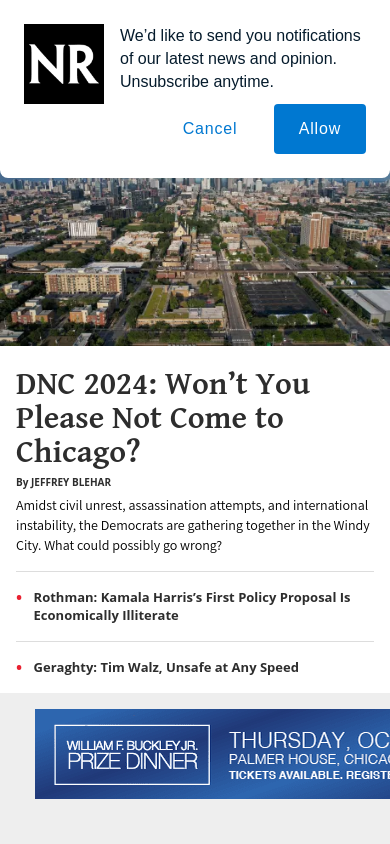 NR
We’d like to send you notifications
of our latest news and opinion.
Unsubscribe anytime.
Cancel
Allow
DNC 2024: Won’t You
Please Not Come to
Chicago?
By JEFFREY BLEHAR
Amidst civil unrest, assassination attempts, and international
instability, the Democrats are gathering together in the Windy
City. What could possibly go wrong?
Rothman: Kamala Harris’s First Policy Proposal Is
Economically Illiterate
Geraghty: Tim Walz, Unsafe at Any Speed
WILLIAM F. BUCKLEY JR.
PRIZE DINNER
THURSDAY, OC
PALMER HOUSE, CHICA
TICKETS AVAILABLE. REGISTE